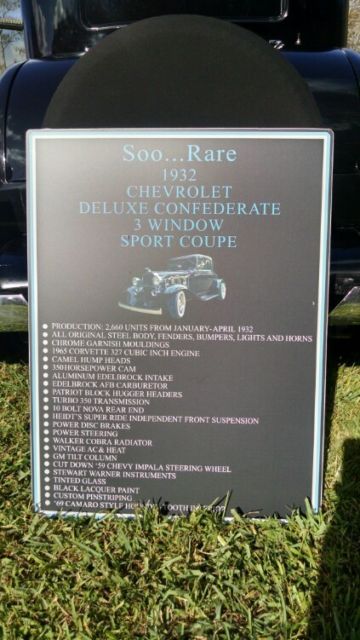 Soo...Rare
1932
CHEVROLET
DELUXE CONFEDERATE
3 WINDOW
SPORT COUPE
● PRODUCTION: 2,660 UNITS FROM JANUARY-APRIL 1932
● ALL ORIGINAL STEEL BODY, FENDERS, BUMPERS, LIGHTS AND HORNS
● CHROME GARNISH MOULDINGS
● 1965 CORVETTE 327 CUBIC INCH ENGINE
● CAMEL HUMP HEADS
● 350 HORSEPOWER CAM
● ALUMINUM EDELBROCK INTAKE
● EDELBROCK AFB CARBURETOR
● PATRIOT BLOCK HUGGER HEADERS
● TURBO 350 TRANSMISSION
● 10 BOLT NOVA REAR END
● HEIDT'S SUPER RIDE INDEPENDENT FRONT SUSPENSION
● POWER DISC BRAKES
● POWER STEERING
● WALKER COBRA RADIATOR
● VINTAGE AC & HEAT
● GM TILT COLUMN
● CUT DOWN '59 CHEVY IMPALA STEERING WHEEL
● STEWART WARNER INSTRUMENTS
● TINTED GLASS
● BLACK LACQUER PAINT
● CUSTOM PINSTRIPING
● '69 CAMARO STYLE